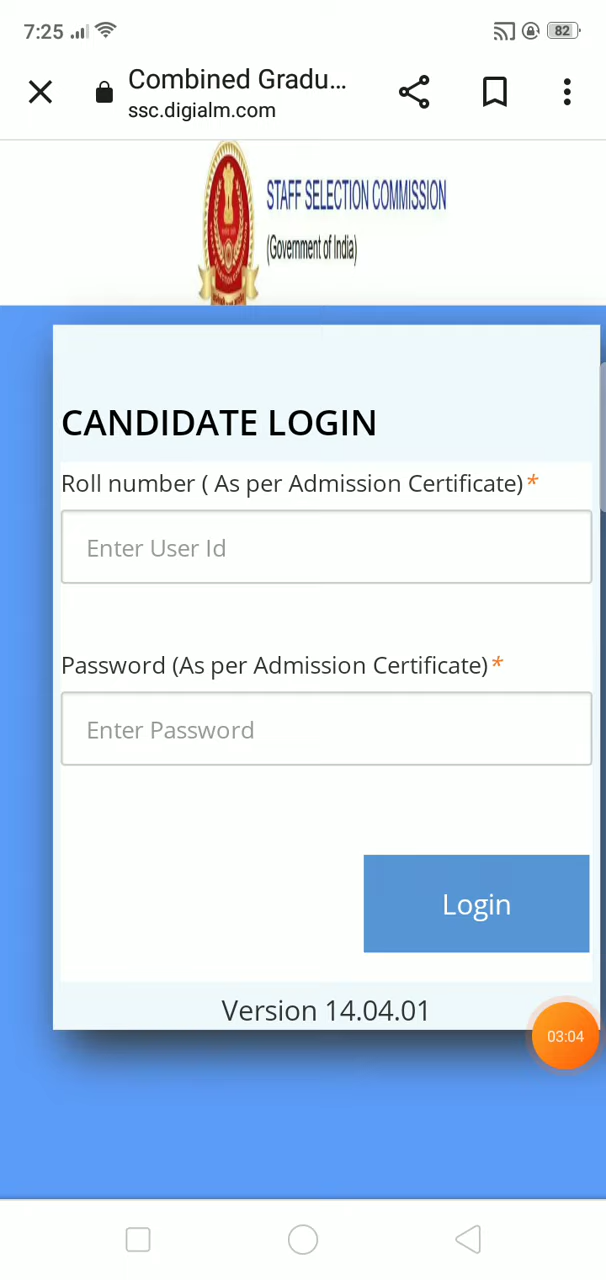 7:25 82
Combined Gradu...
ssc.digialm.com
STAFF SELECTION COMMISSION
(Government of India)
CANDIDATE LOGIN
Roll number ( As per Admission Certificate)*
Enter User Id
Password (As per Admission Certificate)*
Enter Password
Login
Version 14.04.01
03:04